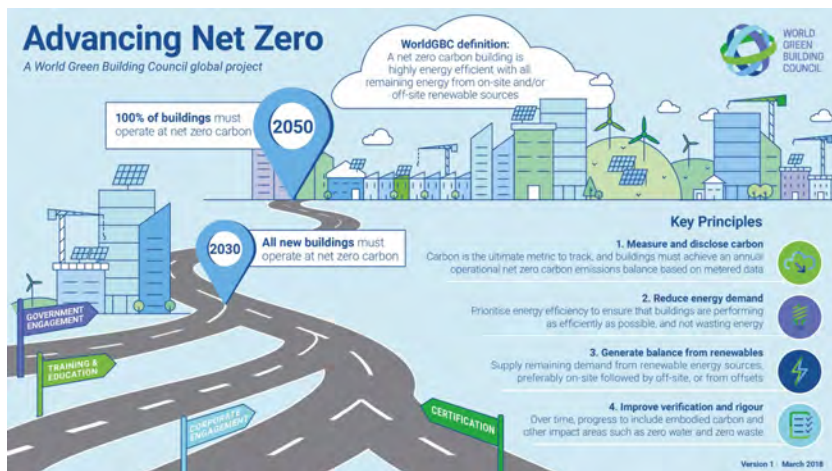 Advancing Net Zero
A World Green Building Council global project
WorldGBC definition:
A net zero carbon building is
highly energy efficient with all
remaining energy from on-site and/or
off-site renewable sources
WORLD
GREEN
BUILDING
COUNCIL
100% of buildings must
operate at net zero carbon
2050
2030
All new buildings must
operate at net zero carbon
GOVERNMENT
ENGAGEMENT
TRAINING &
EDUCATION
CORPORATE
ENGAGEMENT
CERTIFICATION
Key Principles
1. Measure and disclose carbon
Carbon is the ultimate metric to track, and buildings must achieve an annual
operational net zero carbon emissions balance based on metered data
2. Reduce energy demand
Prioritise energy efficiency to ensure that buildings are performing
as efficiently as possible, and not wasting energy
3. Generate balance from renewables
Supply remaining demand from renewable energy sources,
preferably on-site followed by off-site, or from offsets
4. Improve verification and rigour
Over time, progress to include embodied carbon and
other impact areas such as zero water and zero waste
Version 1 | March 2018